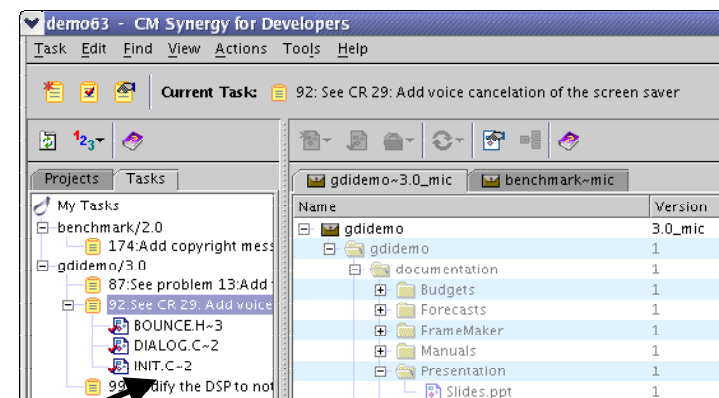 demo63 - CM Synergy for Developers
Task Edit Find View Actions Tools Help
Current Task: 92: See CR 29: Add voice cancelation of the screen saver
123
Projects Tasks
gdidemo~3.0_mic benchmark~mic
My Tasks
benchmark/2.0
174:Add copyright mess
gdidemo/3.0
87:See problem 13:Add
92:See CR 29: Add voice
BOUNCE.H~3
DIALOG.C~2
INIT.C~2
99 dify the DSP to not
Name Version
gdidemo 3.0_mic
gdidemo 1
documentation 1
Budgets 1
Forecasts 1
FrameMaker 1
Manuals 1
Presentation 1
Slides.ppt 1